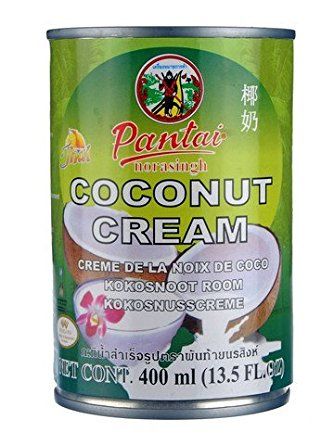 Pantai
norasingh
椰奶
COCONUT
CREAM
CREME DE LA NOIX DE COCO
KOKOSNOOT ROOM
KOKOSNUSSCREME
NET CONT. 400 ml (13.5 FL.OZ)